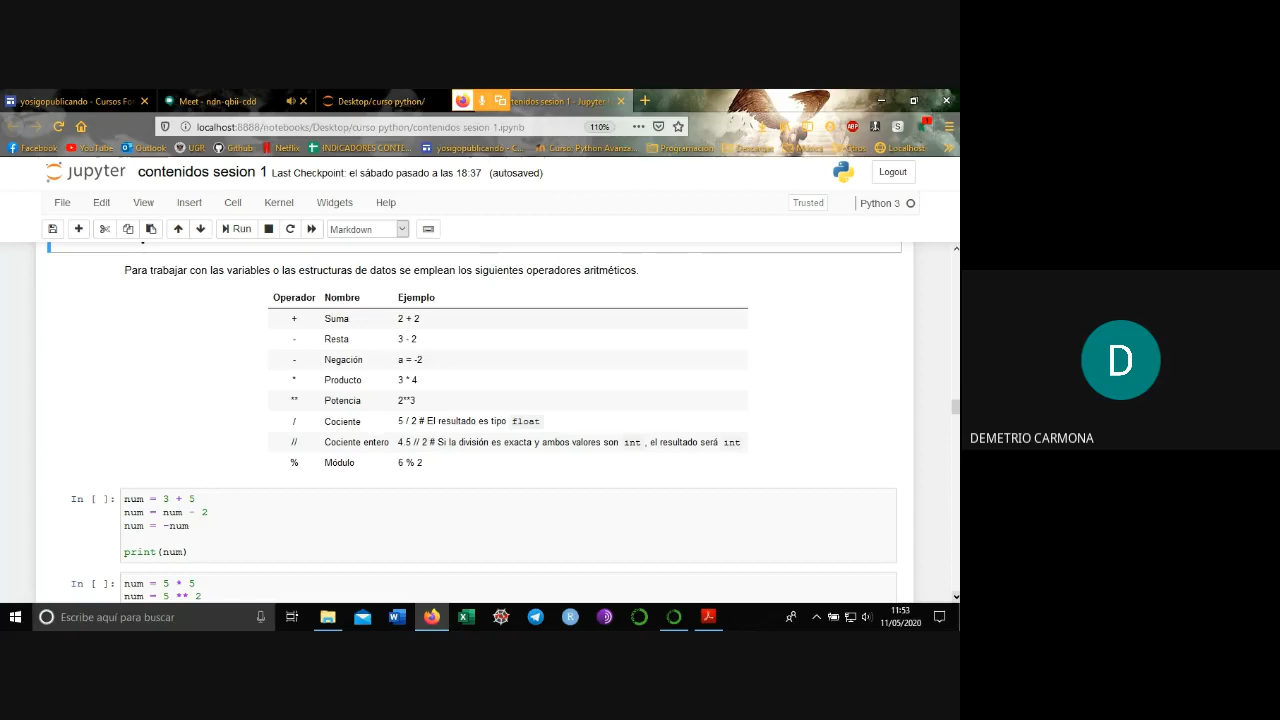 yosigopublicando - Cursos For
Meet - ndn-qbii-cdd
Desktop/curso python/
ntenidos sesion 1 - Jupyter
localhost:8888/notebooks/Desktop/curso python/contenidos sesion 1.ipynb
110%
ABP
Facebook
YouTube
Outlook
UGR
Github
Netflix
INDICADORES CONTE...
yosigopublicando - C...
Curso: Python Avanza...
Programación
Descargas
Música
Otros
Localhost
jupyter contenidos sesion 1 Last Checkpoint: el sábado pasado a las 18:37 (autosaved)
Logout
File Edit View Insert Cell Kernel Widgets Help
Trusted
Python 3
Run
Markdown
Para trabajar con las variables o las estructuras de datos se emplean los siguientes operadores aritméticos.
Operador Nombre Ejemplo
+ Suma 2 + 2
- Resta 3 - 2
- Negación a = -2
* Producto 3 * 4
** Potencia 2**3
/ Cociente 5 / 2 # El resultado es tipo float
// Cociente entero 4.5 // 2 # Si la división es exacta y ambos valores son int , el resultado será int
% Módulo 6 % 2
In [ ]: num = 3 + 5
num = num - 2
num = -num
print(num)
In [ ]: num = 5 * 5
num = 5 ** 2
D
DEMETRIO CARMONA
Escribe aquí para buscar
11:53
11/05/2020